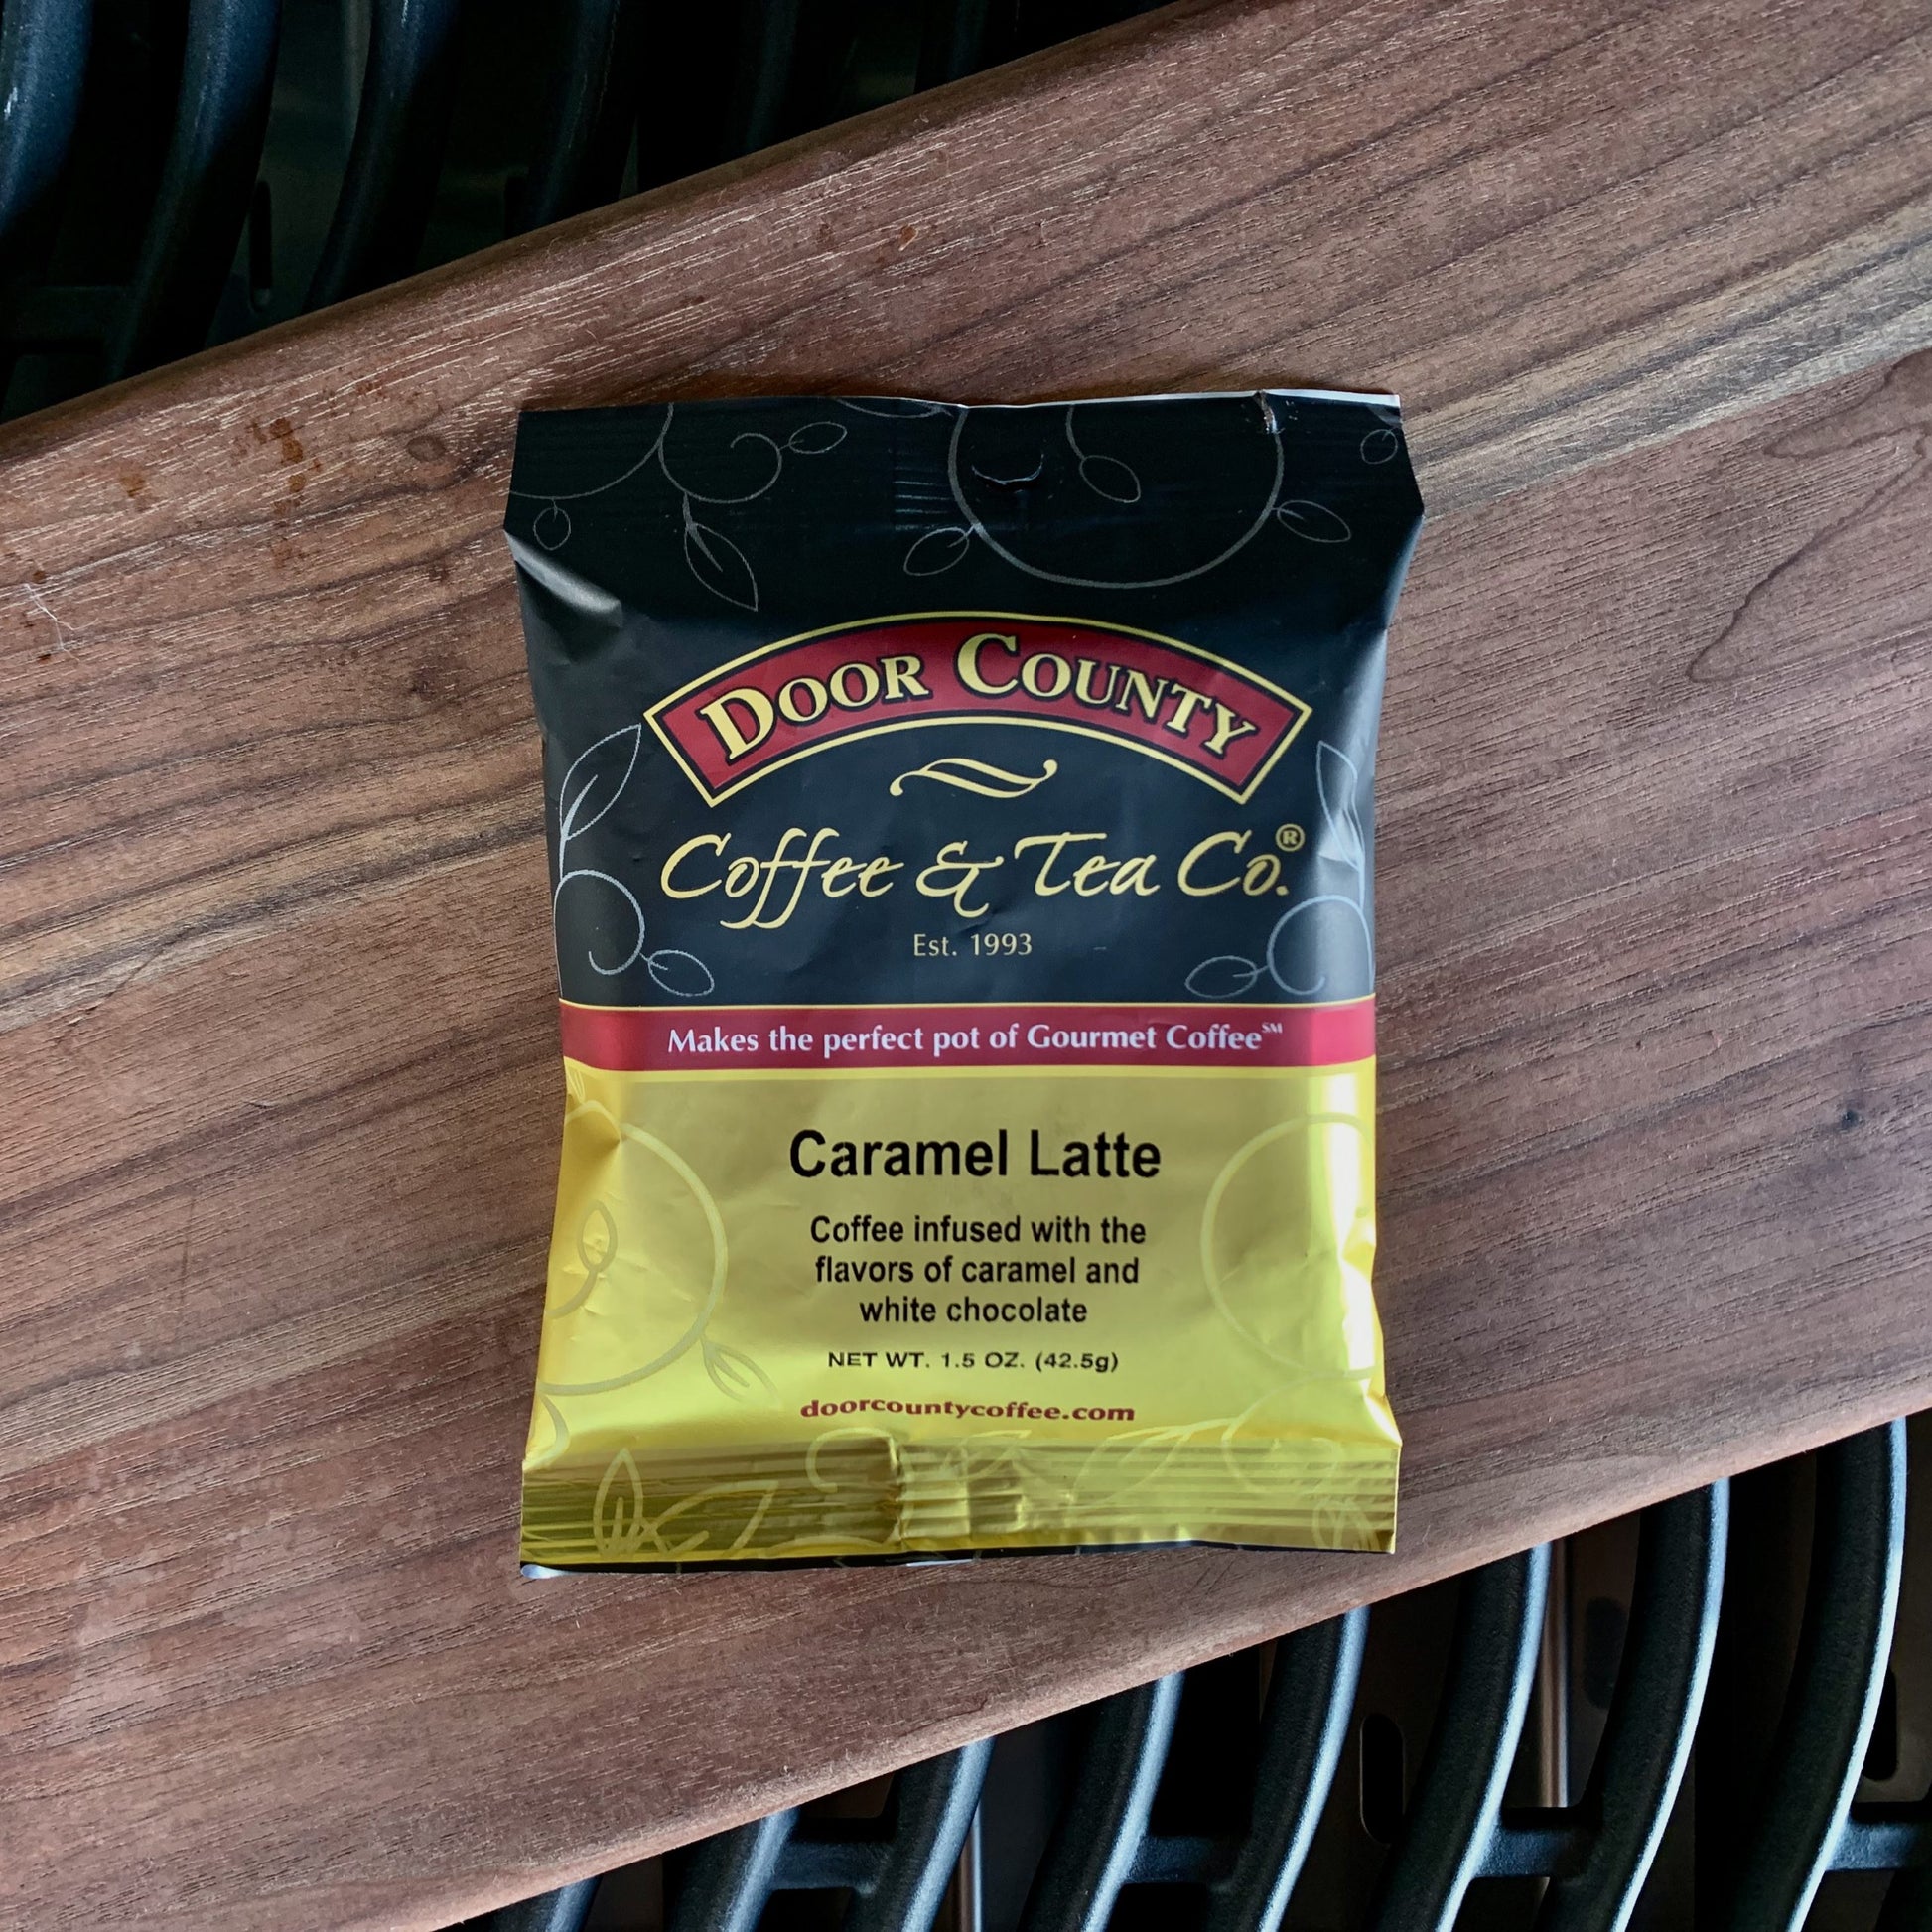 DOOR COUNTY
Coffee & Tea Co.®
Est. 1993
Makes the perfect pot of Gourmet Coffee℠
Caramel Latte
Coffee infused with the
flavors of caramel and
white chocolate
NET WT. 1.5 OZ. (42.5g)
doorcountycoffee.com